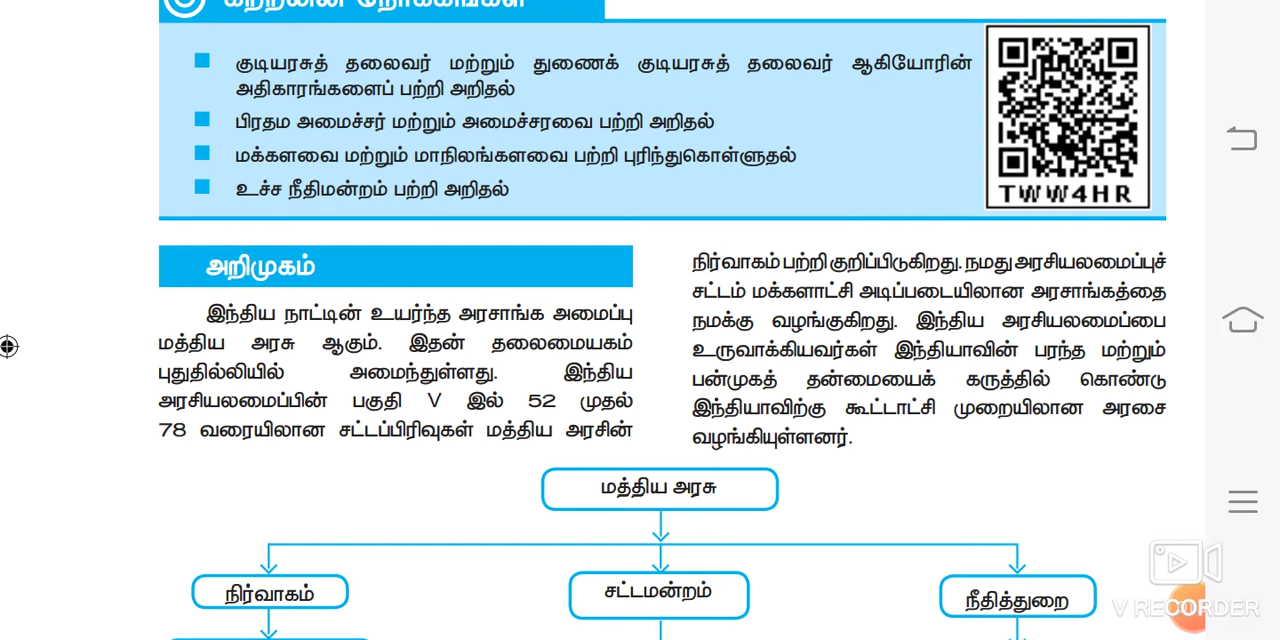 கற்றலின் நோக்கங்கள்
குடியரசுத் தலைவர் மற்றும் துணைக் குடியரசுத் தலைவர் ஆகியோரின்
அதிகாரங்களைப் பற்றி அறிதல்
பிரதம அமைச்சர் மற்றும் அமைச்சரவை பற்றி அறிதல்
மக்களவை மற்றும் மாநிலங்களவை பற்றி புரிந்துகொள்ளுதல்
உச்ச நீதிமன்றம் பற்றி அறிதல்
TWW4HR
அறிமுகம்
இந்திய நாட்டின் உயர்ந்த அரசாங்க அமைப்பு
மத்திய அரசு ஆகும். இதன் தலைமையகம்
புதுதில்லியில் அமைந்துள்ளது. இந்திய
அரசியலமைப்பின் பகுதி V இல் 52 முதல்
78 வரையிலான சட்டப்பிரிவுகள் மத்திய அரசின்
நிர்வாகம் பற்றி குறிப்பிடுகிறது. நமது அரசியலமைப்புச்
சட்டம் மக்களாட்சி அடிப்படையிலான அரசாங்கத்தை
நமக்கு வழங்குகிறது. இந்திய அரசியலமைப்பை
உருவாக்கியவர்கள் இந்தியாவின் பரந்த மற்றும்
பன்முகத் தன்மையைக் கருத்தில் கொண்டு
இந்தியாவிற்கு கூட்டாட்சி முறையிலான அரசை
வழங்கியுள்ளனர்.
மத்திய அரசு
நிர்வாகம்
சட்டமன்றம்
நீதித்துறை
V RECORDER